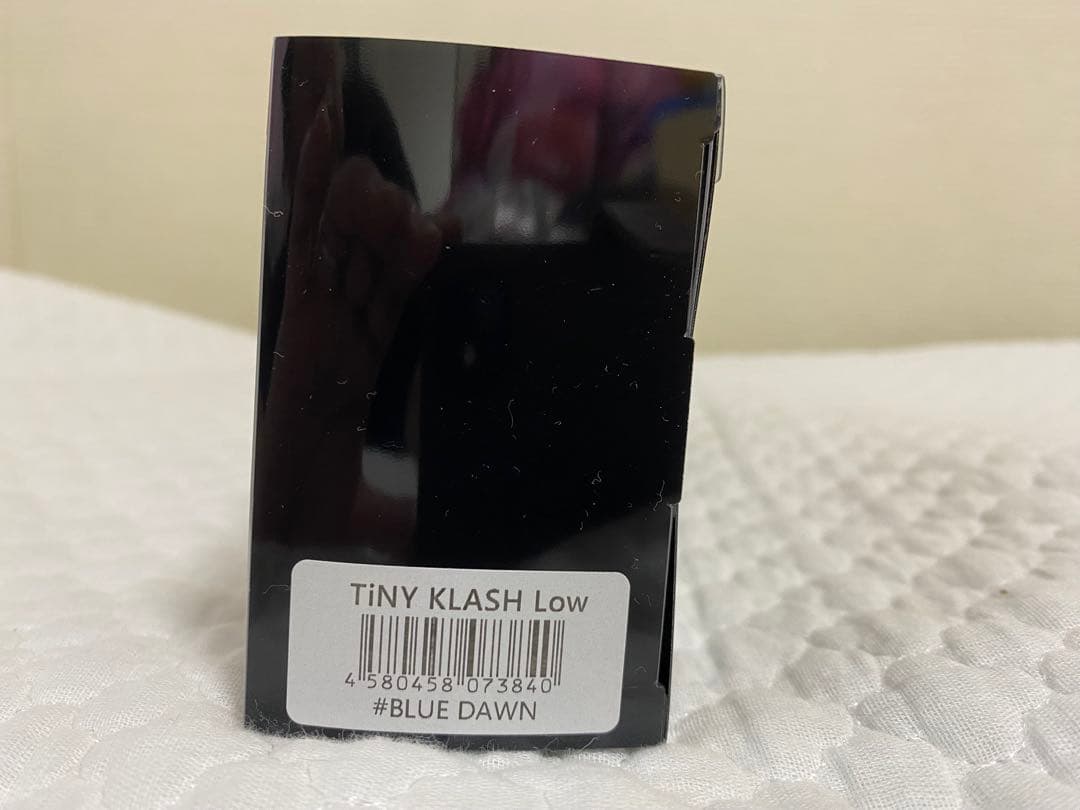 TiNY KLASH Low
4 580458 073840
#BLUE DAWN